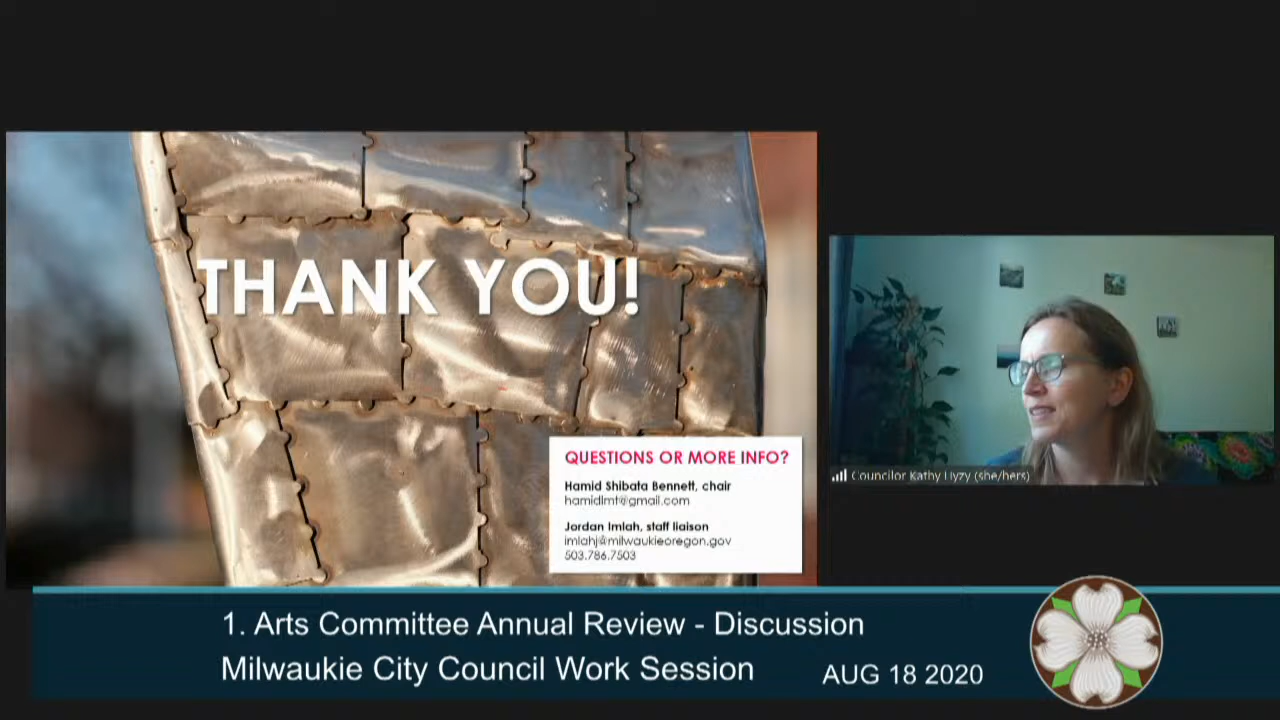 THANK YOU!
QUESTIONS OR MORE INFO?
Hamid Shibata Bennett, chair
hamidlmt@gmail.com
Jordan Imlah, staff liaison
imlahj@milwaukieoregon.gov
503.786.7503
Councilor Kathy Hyzy (she/hers)
1. Arts Committee Annual Review - Discussion
Milwaukie City Council Work Session
AUG 18 2020